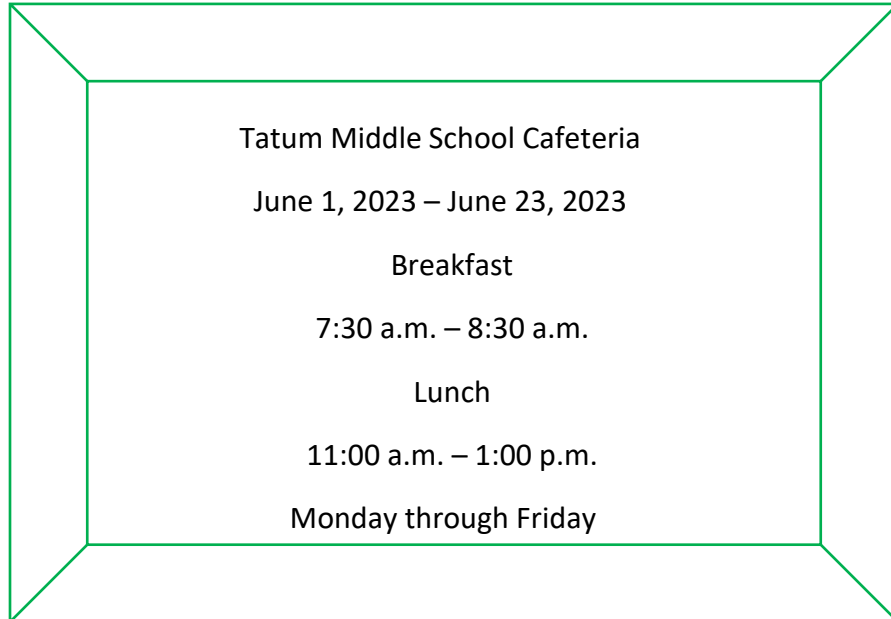 Tatum Middle School Cafeteria
June 1, 2023 – June 23, 2023
Breakfast
7:30 a.m. – 8:30 a.m.
Lunch
11:00 a.m. – 1:00 p.m.
Monday through Friday